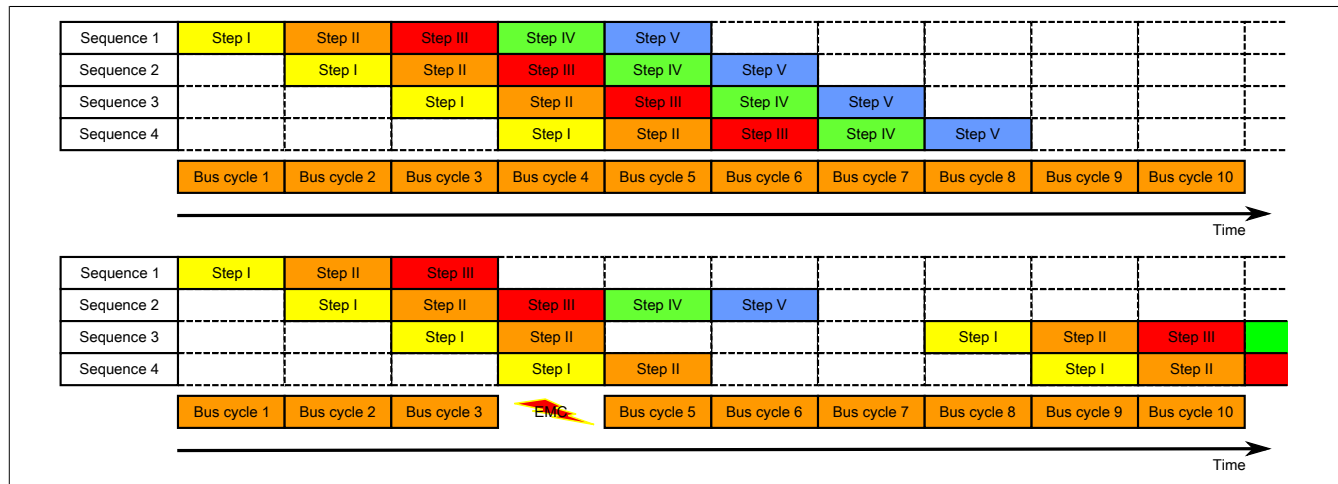 Sequence 1 Step I Step II Step III Step IV Step V
Sequence 2 Step I Step II Step III Step IV Step V
Sequence 3 Step I Step II Step III Step IV Step V
Sequence 4 Step I Step II Step III Step IV Step V
Bus cycle 1 Bus cycle 2 Bus cycle 3 Bus cycle 4 Bus cycle 5 Bus cycle 6 Bus cycle 7 Bus cycle 8 Bus cycle 9 Bus cycle 10
Time
Sequence 1 Step I Step II Step III
Sequence 2 Step I Step II Step III Step IV Step V
Sequence 3 Step I Step II Step I Step II Step III
Sequence 4 Step I Step II Step I Step II
Bus cycle 1 Bus cycle 2 Bus cycle 3 EMC Bus cycle 5 Bus cycle 6 Bus cycle 7 Bus cycle 8 Bus cycle 9 Bus cycle 10
Time